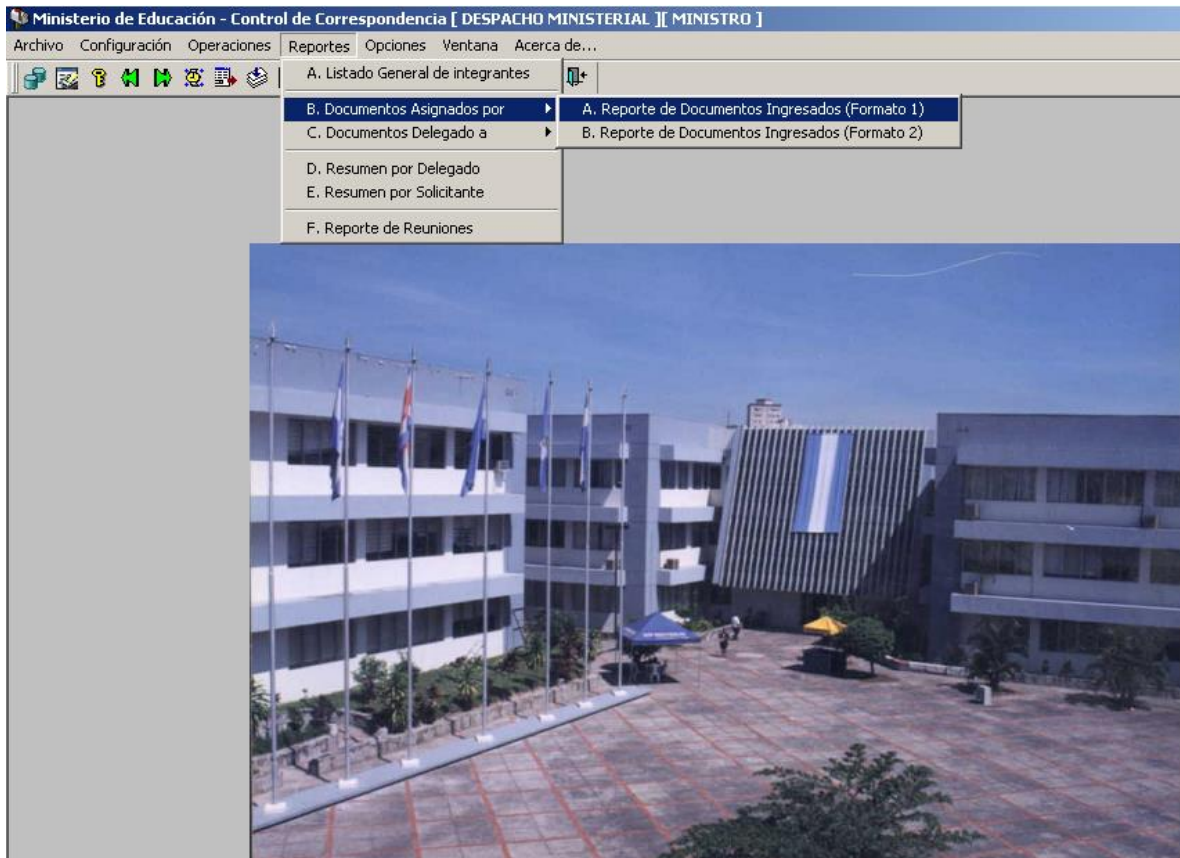 Ministerio de Educación - Control de Correspondencia [ DESPACHO MINISTERIAL ][ MINISTRO ]
Archivo Configuración Operaciones Reportes Opciones Ventana Acerca de...
A. Listado General de integrantes
B. Documentos Asignados por
C. Documentos Delegado a
D. Resumen por Delegado
E. Resumen por Solicitante
F. Reporte de Reuniones
A. Reporte de Documentos Ingresados (Formato 1)
B. Reporte de Documentos Ingresados (Formato 2)